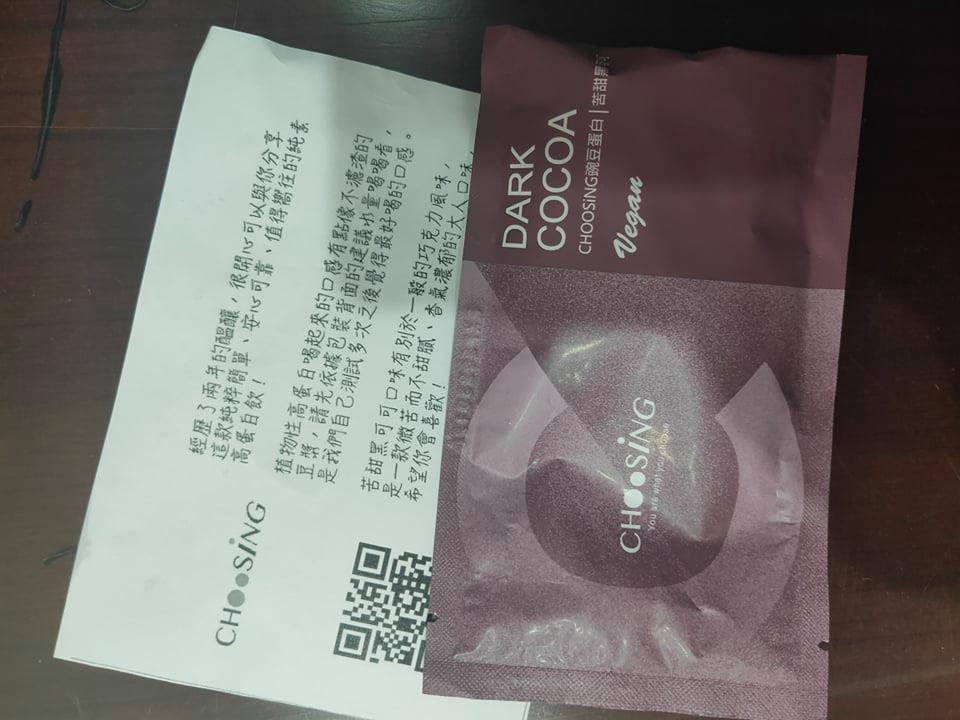 CHOOSiNG
經歷了兩年的醞釀，很開心可以與你分享
這款純粹簡單、安心可靠、值得嚮往的純素
高蛋白飲！
植物性高蛋白喝起來的口感有點像不濾渣的
豆漿，請先依據包裝背面的建議水量喝喝看，
是我們自己測試多次之後覺得最好喝的口感。
苦甜黑可可口味有別於一般的巧克力風味，
是一款微苦而不甜膩、香氣濃郁的大人口味，
希望你會喜歡！
DARK
COCOA
CHOOSiNG豌豆蛋白 | 苦甜黑可
Vegan
CHOOSiNG
You are what you choose